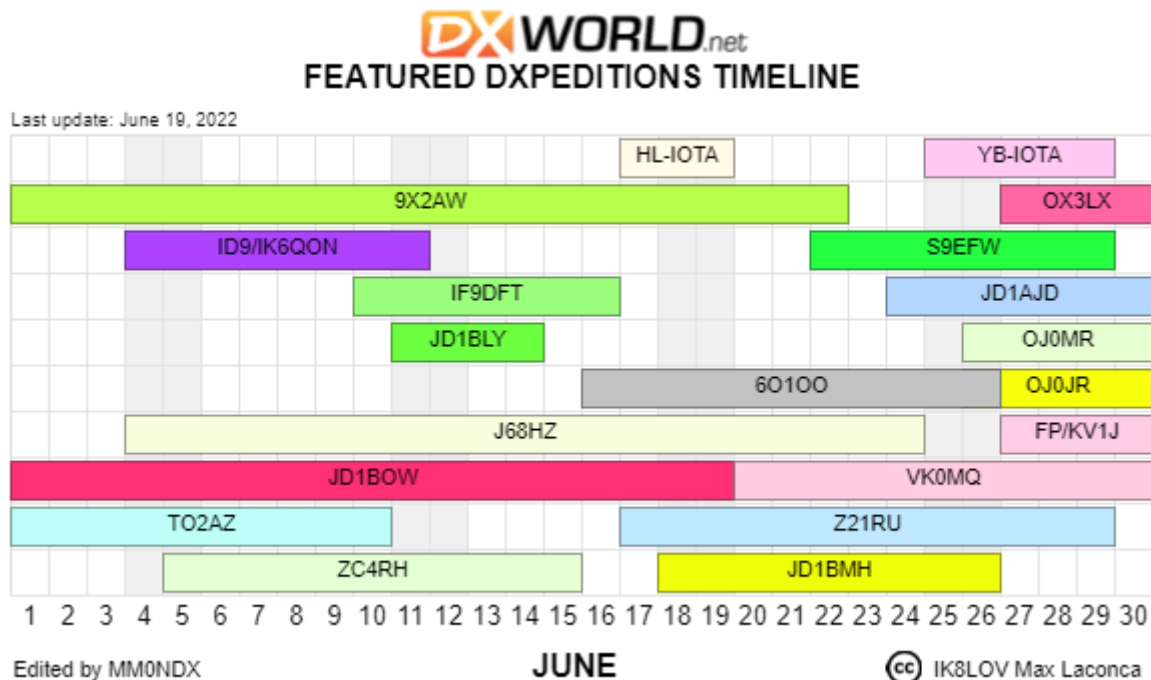 DX WORLD.net
FEATURED DXPEDITIONS TIMELINE
Last update: June 19, 2022
HL-IOTA YB-IOTA
9X2AW OX3LX
ID9/IK6QON S9EFW
IF9DFT JD1AJD
JD1BLY OJ0MR
6O1OO OJ0JR
J68HZ FP/KV1J
JD1BOW VK0MQ
TO2AZ Z21RU
ZC4RH JD1BMH
1 2 3 4 5 6 7 8 9 10 11 12 13 14 15 16 17 18 19 20 21 22 23 24 25 26 27 28 29 30
Edited by MM0NDX JUNE cc IK8LOV Max Laconca